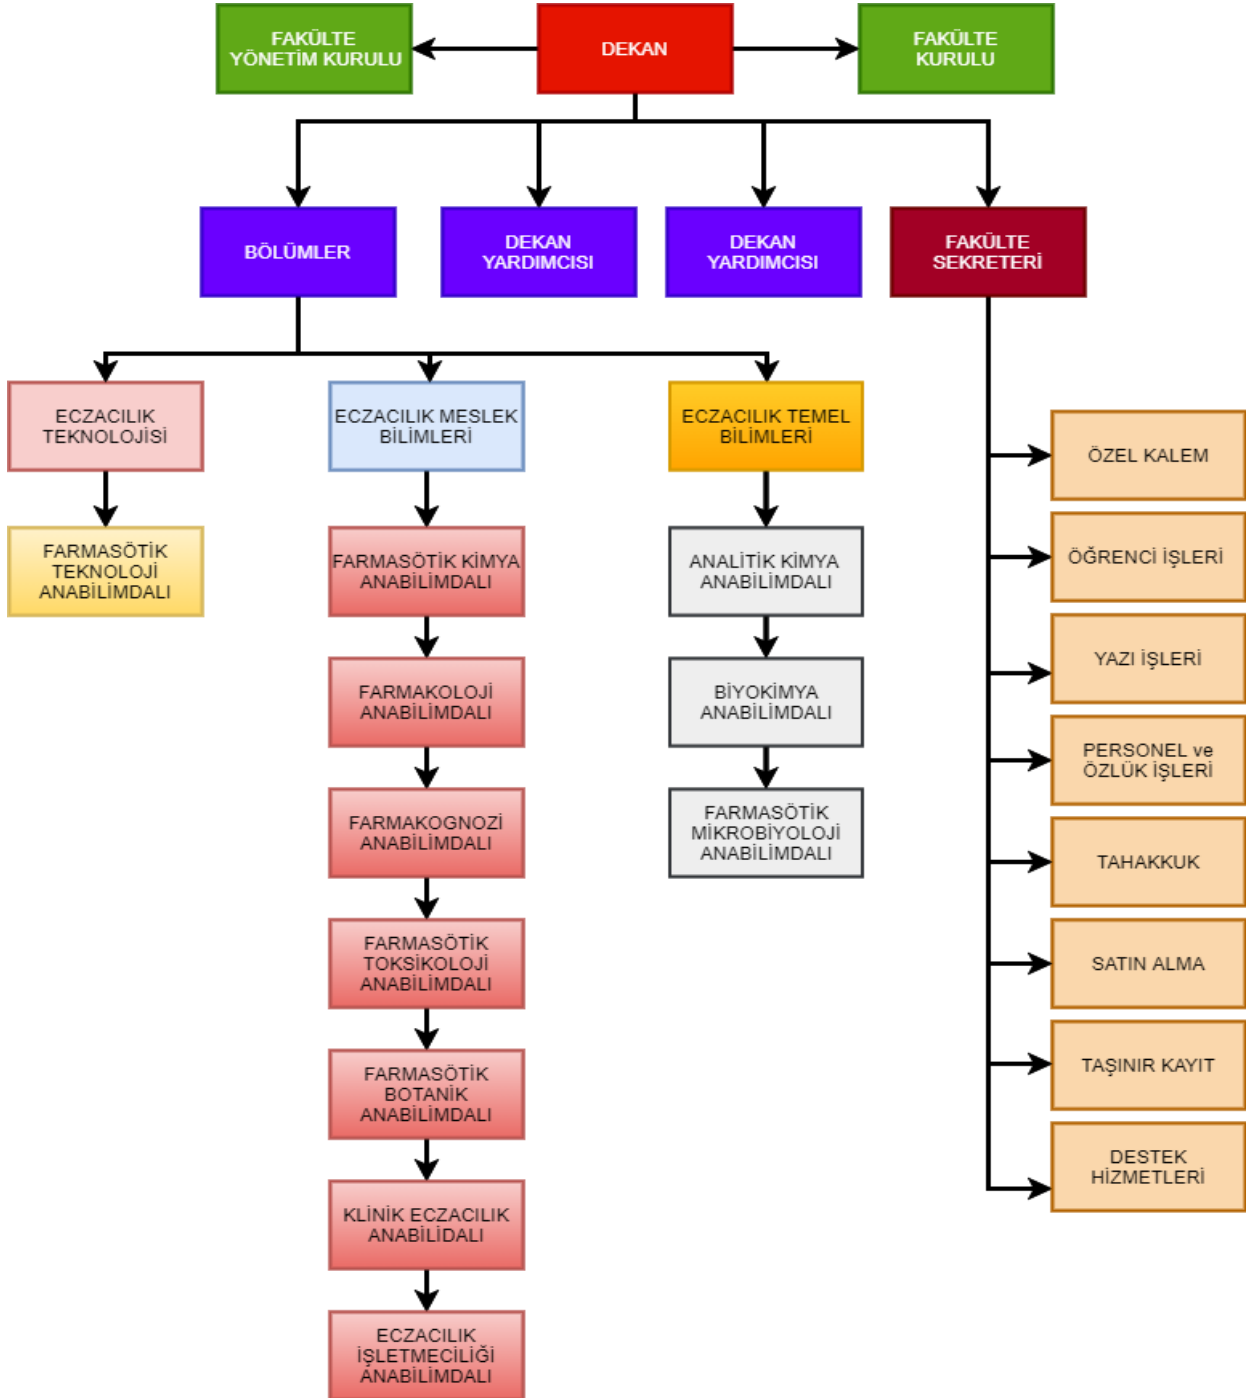 FAKÜLTE
YÖNETİM KURULU
DEKAN
FAKÜLTE
KURULU
BÖLÜMLER
DEKAN
YARDIMCISI
DEKAN
YARDIMCISI
FAKÜLTE
SEKRETERİ
ECZACILIK
TEKNOLOJİSİ
ECZACILIK MESLEK
BİLİMLERİ
ECZACILIK TEMEL
BİLİMLERİ
FARMASÖTİK
TEKNOLOJİ
ANABİLİMDALI
FARMASÖTİK KİMYA
ANABİLİMDALI
FARMAKOLOJİ
ANABİLİMDALI
FARMAKOGNOZİ
ANABİLİMDALI
FARMASÖTİK
TOKSİKOLOJİ
ANABİLİMDALI
FARMASÖTİK
BOTANİK
ANABİLİMDALI
KLİNİK ECZACILIK
ANABİLİDALI
ECZACILIK
İŞLETMECİLİĞİ
ANABİLİMDALI
ANALİTİK KİMYA
ANABİLİMDALI
BİYOKİMYA
ANABİLİMDALI
FARMASÖTİK
MİKROBİYOLOJİ
ANABİLİMDALI
ÖZEL KALEM
ÖĞRENCİ İŞLERİ
YAZI İŞLERİ
PERSONEL ve
ÖZLÜK İŞLERİ
TAHAKKUK
SATIN ALMA
TAŞINIR KAYIT
DESTEK
HİZMETLERİ